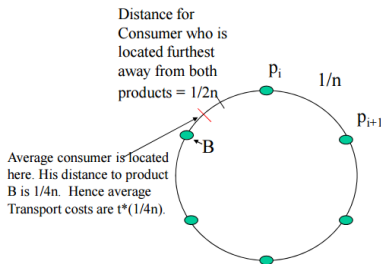 Distance for
Consumer who is
located furthest
away from both
products = 1/2n
pᵢ
1/n
pᵢ₊₁
B
Average consumer is located
here. His distance to product
B is 1/4n. Hence average
Transport costs are t*(1/4n).